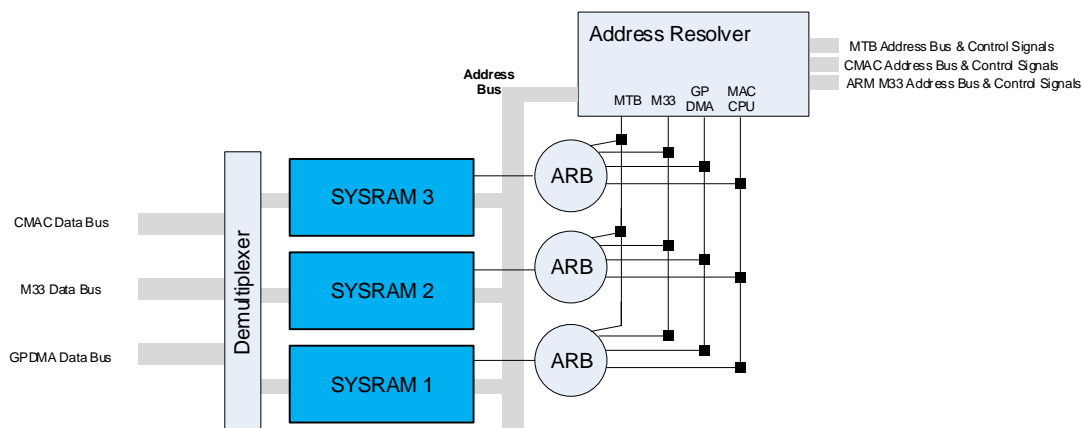 Address Resolver
MTB Address Bus & Control Signals
CMAC Address Bus & Control Signals
ARM M33 Address Bus & Control Signals
Address
Bus
MTB M33 GP MAC
DMA CPU
ARB
SYSRAM 3
CMAC Data Bus
ARB
M33 Data Bus
SYSRAM 2
Demultiplexer
GPDMA Data Bus
ARB
SYSRAM 1